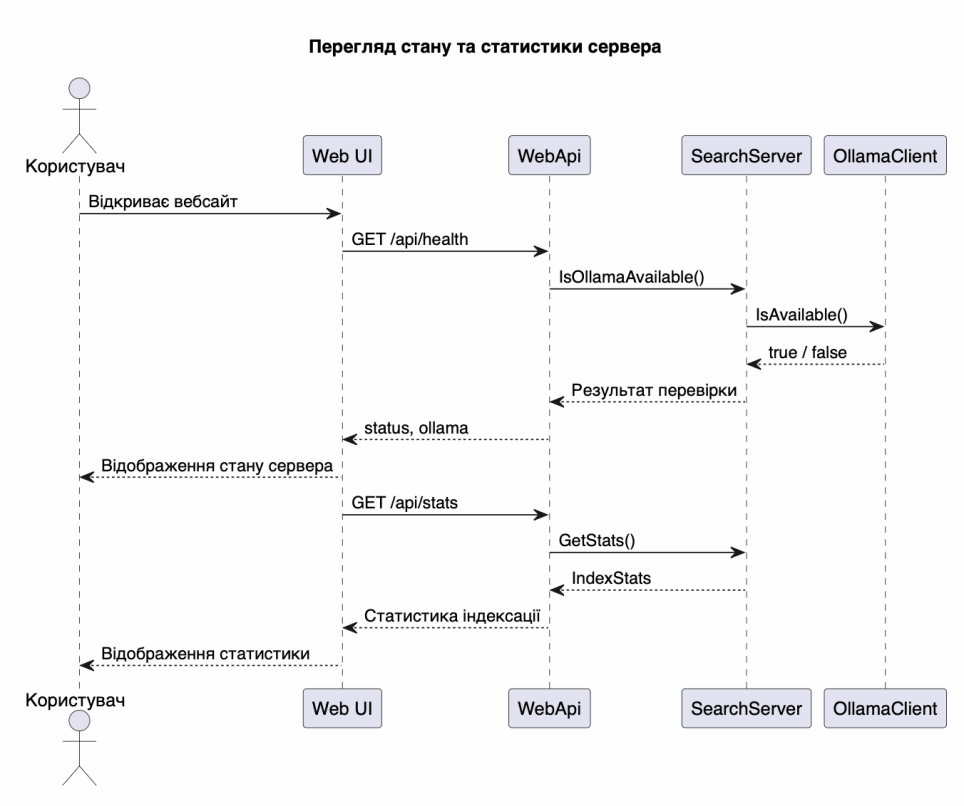 Перегляд стану та статистики сервера
Користувач
Web UI
WebApi
SearchServer
OllamaClient
Відкриває вебсайт
GET /api/health
IsOllamaAvailable()
IsAvailable()
true / false
Результат перевірки
status, ollama
Відображення стану сервера
GET /api/stats
GetStats()
IndexStats
Статистика індексації
Відображення статистики
Користувач
Web UI
WebApi
SearchServer
OllamaClient